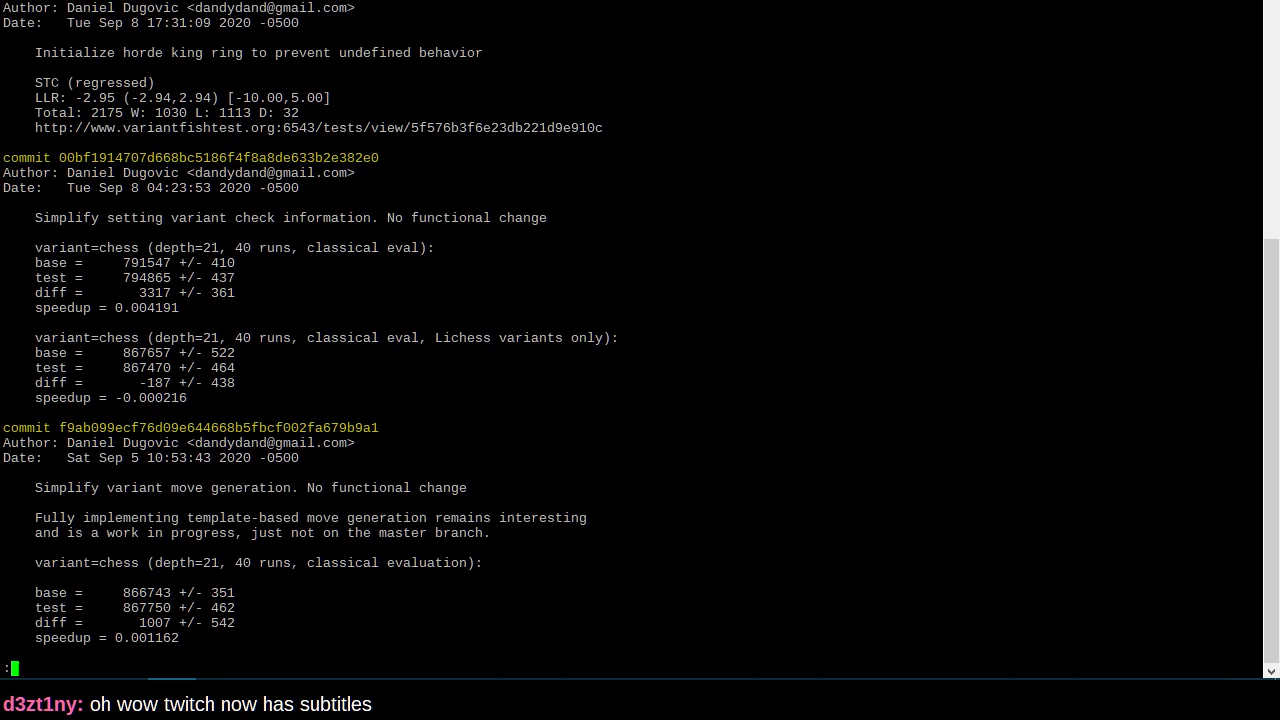 Author: Daniel Dugovic <dandydand@gmail.com>
Date:   Tue Sep 8 17:31:09 2020 -0500
Initialize horde king ring to prevent undefined behavior
STC (regressed)
LLR: -2.95 (-2.94,2.94) [-10.00,5.00]
Total: 2175 W: 1030 L: 1113 D: 32
http://www.variantfishtest.org:6543/tests/view/5f576b3f6e23db221d9e910c
commit 00bf1914707d668bc5186f4f8a8de633b2e382e0
Author: Daniel Dugovic <dandydand@gmail.com>
Date:   Tue Sep 8 04:23:53 2020 -0500
Simplify setting variant check information. No functional change
variant=chess (depth=21, 40 runs, classical eval):
base =     791547 +/- 410
test =     794865 +/- 437
diff =       3317 +/- 361
speedup = 0.004191
variant=chess (depth=21, 40 runs, classical eval, Lichess variants only):
base =     867657 +/- 522
test =     867470 +/- 464
diff =       -187 +/- 438
speedup = -0.000216
commit f9ab099ecf76d09e644668b5fbcf002fa679b9a1
Author: Daniel Dugovic <dandydand@gmail.com>
Date:   Sat Sep 5 10:53:43 2020 -0500
Simplify variant move generation. No functional change
Fully implementing template-based move generation remains interesting
and is a work in progress, just not on the master branch.
variant=chess (depth=21, 40 runs, classical evaluation):
base =     866743 +/- 351
test =     867750 +/- 462
diff =       1007 +/- 542
speedup = 0.001162
:
d3zt1ny: oh wow twitch now has subtitles